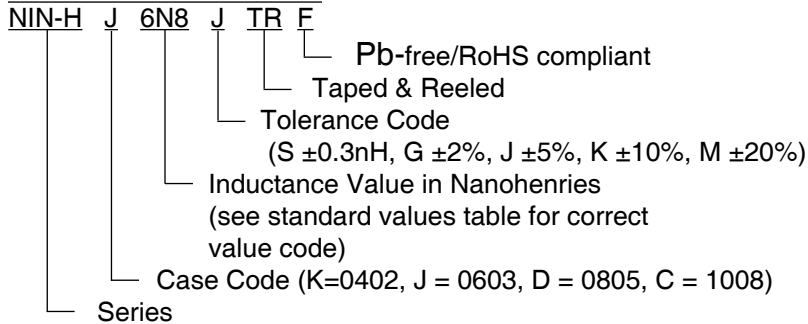 NIN-H J 6N8 J TR F
Pb-free/RoHS compliant
Taped & Reeled
Tolerance Code
(S ±0.3nH, G ±2%, J ±5%, K ±10%, M ±20%)
Inductance Value in Nanohenries
(see standard values table for correct
value code)
Case Code (K=0402, J = 0603, D = 0805, C = 1008)
Series